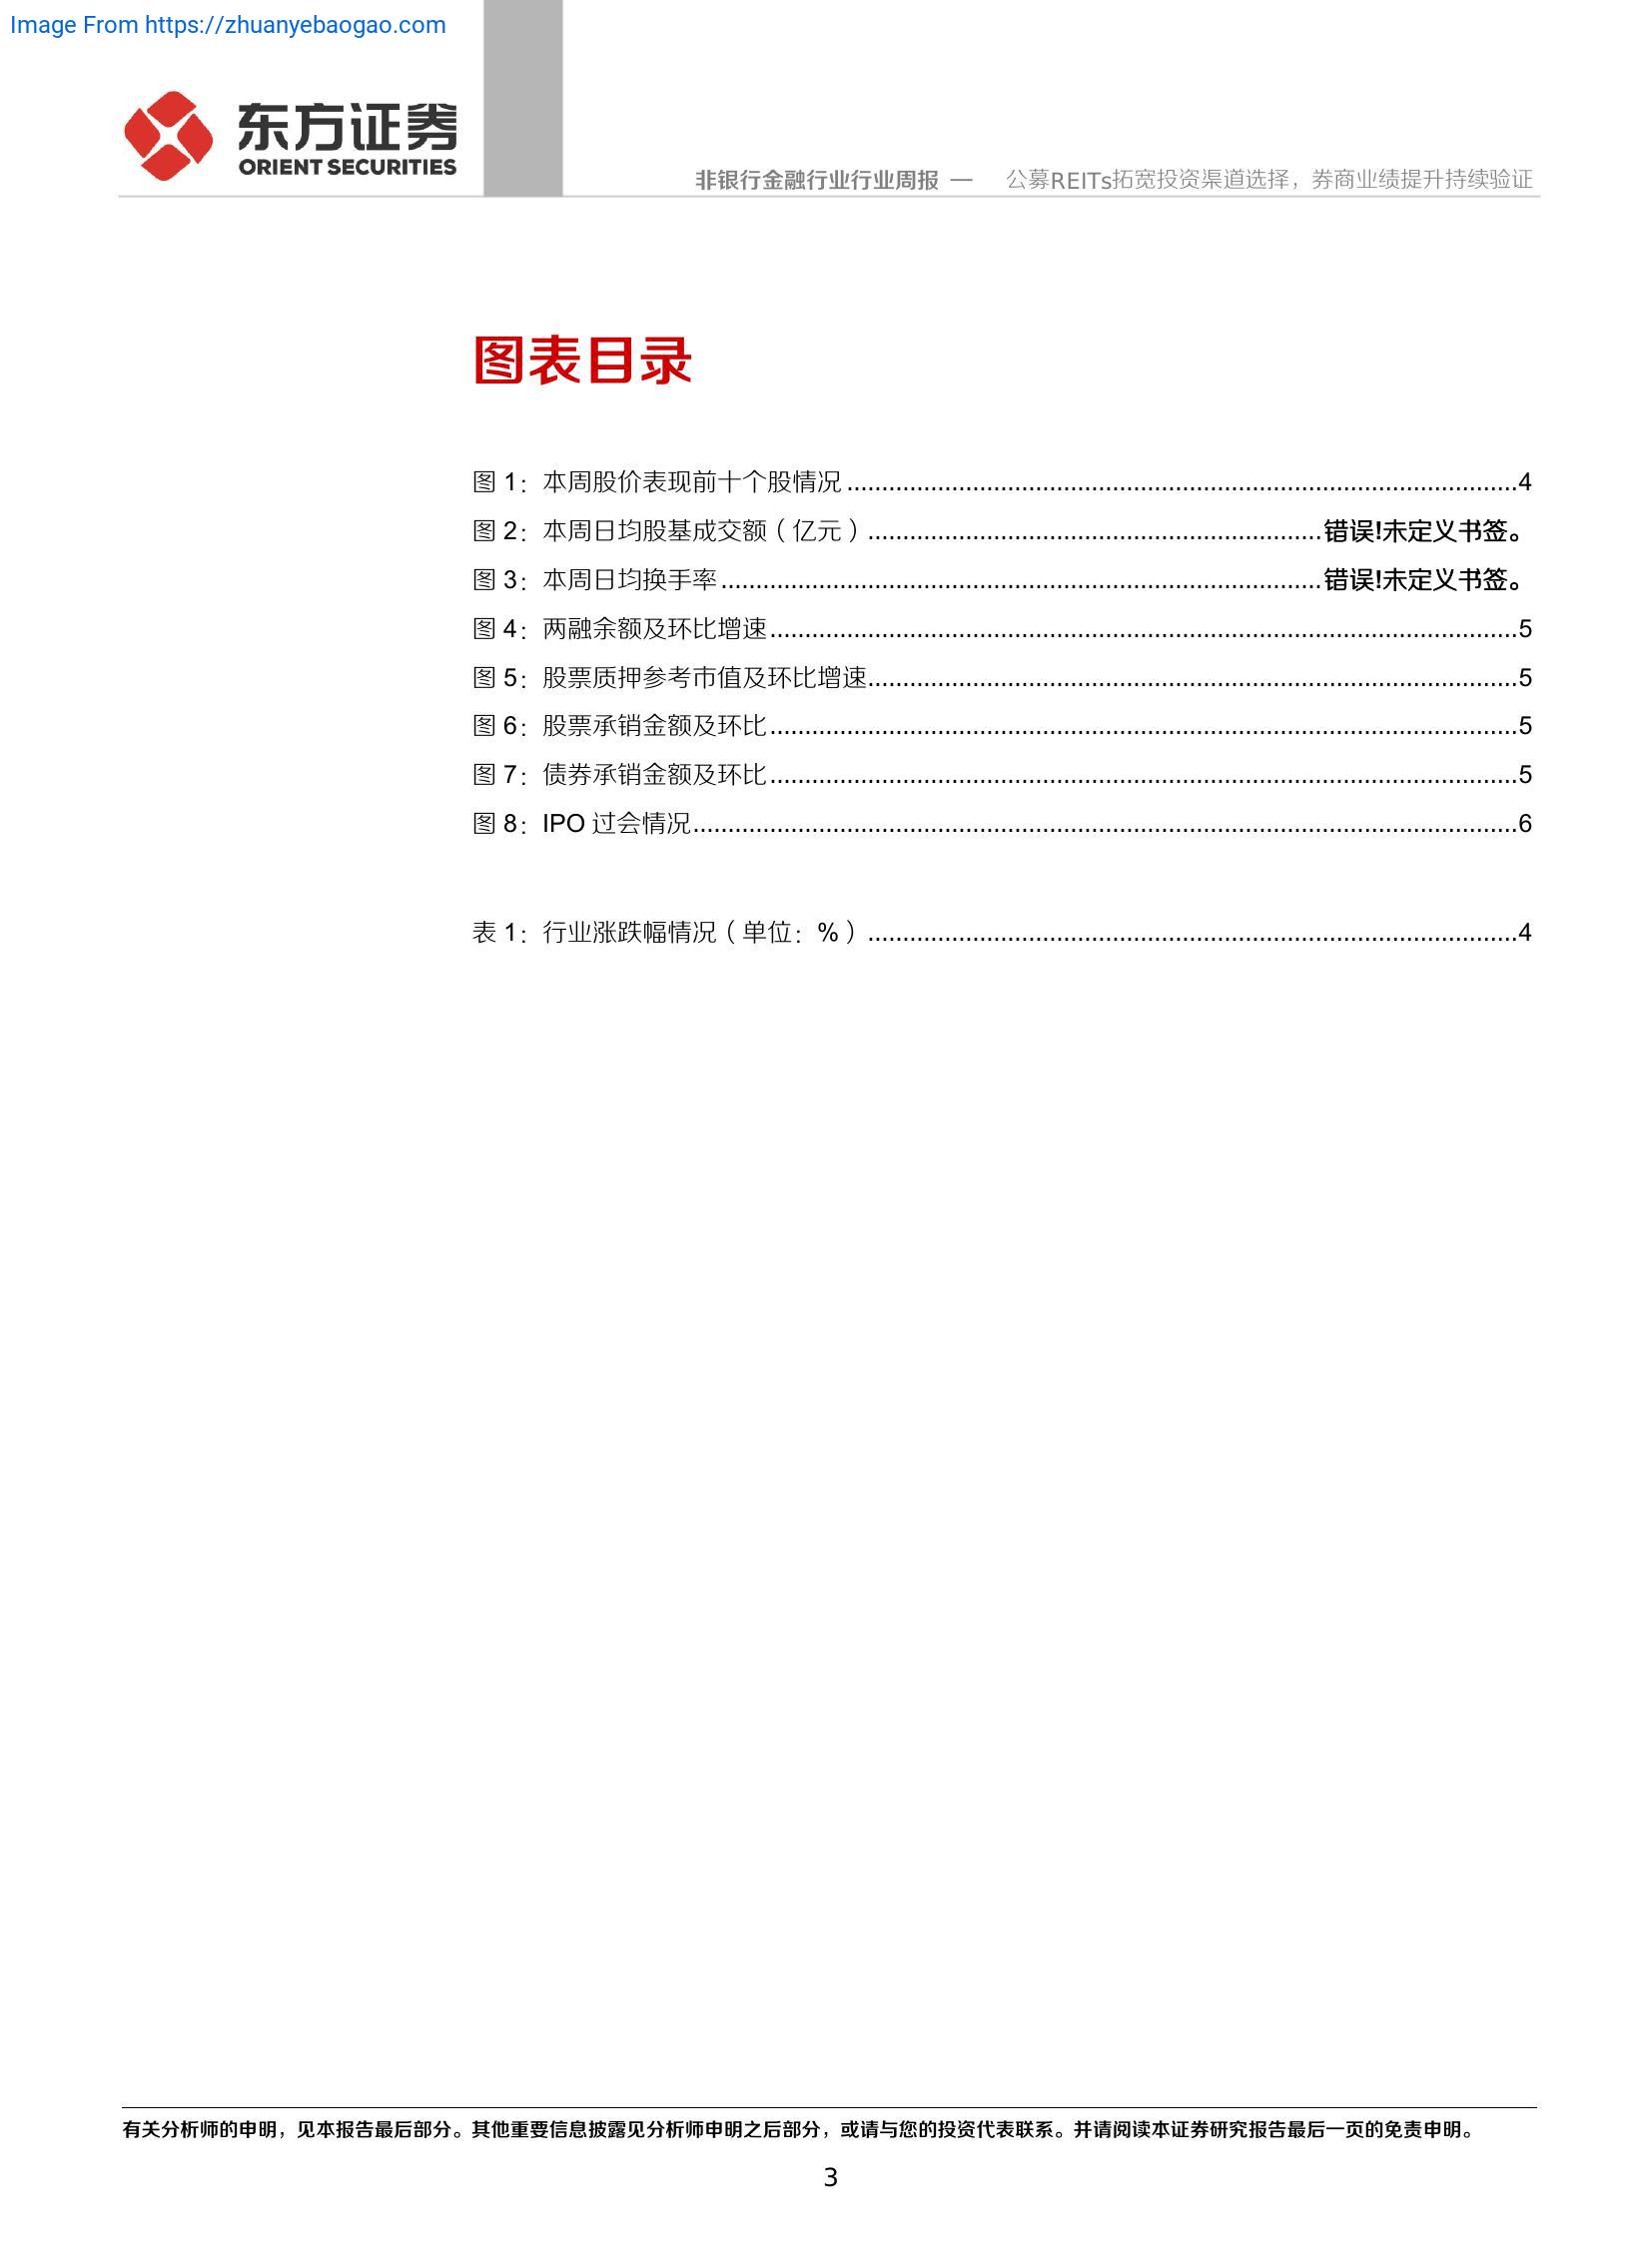 Image From https://zhuanyebaogao.com
东方证券
ORIENT SECURITIES
非银行金融行业行业周报 — 公募REITs拓宽投资渠道选择，券商业绩提升持续验证
图表目录
图 1：本周股价表现前十个股情况................................................................................................4
图 2：本周日均股基成交额（亿元）.................................................................错误!未定义书签。
图 3：本周日均换手率......................................................................................错误!未定义书签。
图 4：两融余额及环比增速...........................................................................................................5
图 5：股票质押参考市值及环比增速.............................................................................................5
图 6：股票承销金额及环比...........................................................................................................5
图 7：债券承销金额及环比...........................................................................................................5
图 8：IPO 过会情况......................................................................................................................6
表 1：行业涨跌幅情况（单位：%）.............................................................................................4
有关分析师的申明，见本报告最后部分。其他重要信息披露见分析师申明之后部分，或请与您的投资代表联系。并请阅读本证券研究报告最后一页的免责申明。
3